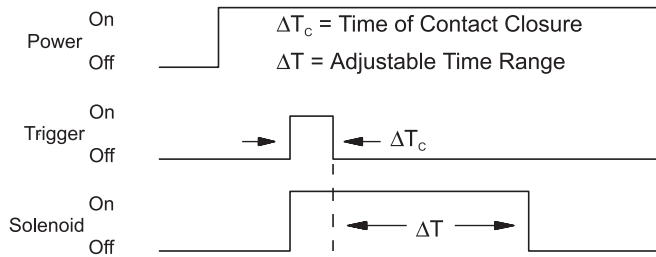 On
Power
Off
ΔTC = Time of Contact Closure
ΔT = Adjustable Time Range
On
Trigger
Off
ΔTC
On
Solenoid
Off
ΔT